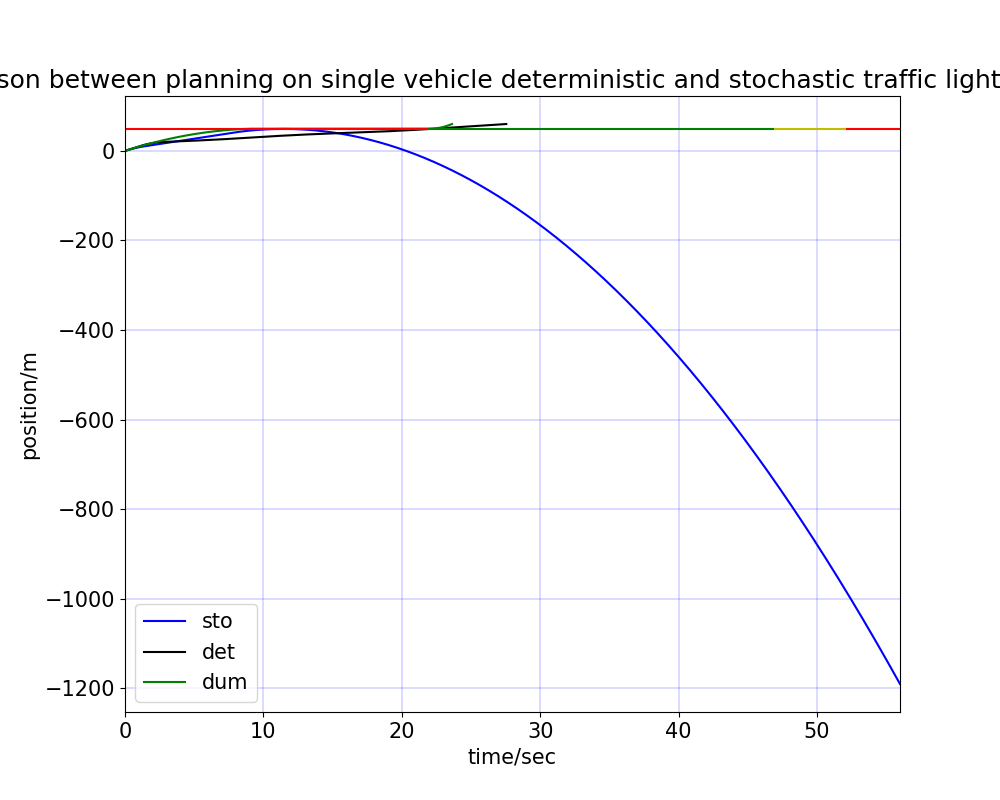 son between planning on single vehicle deterministic and stochastic traffic light
0
−200
−400
−600
−800
−1000
−1200
position/m
sto
det
dum
0 10 20 30 40 50
time/sec